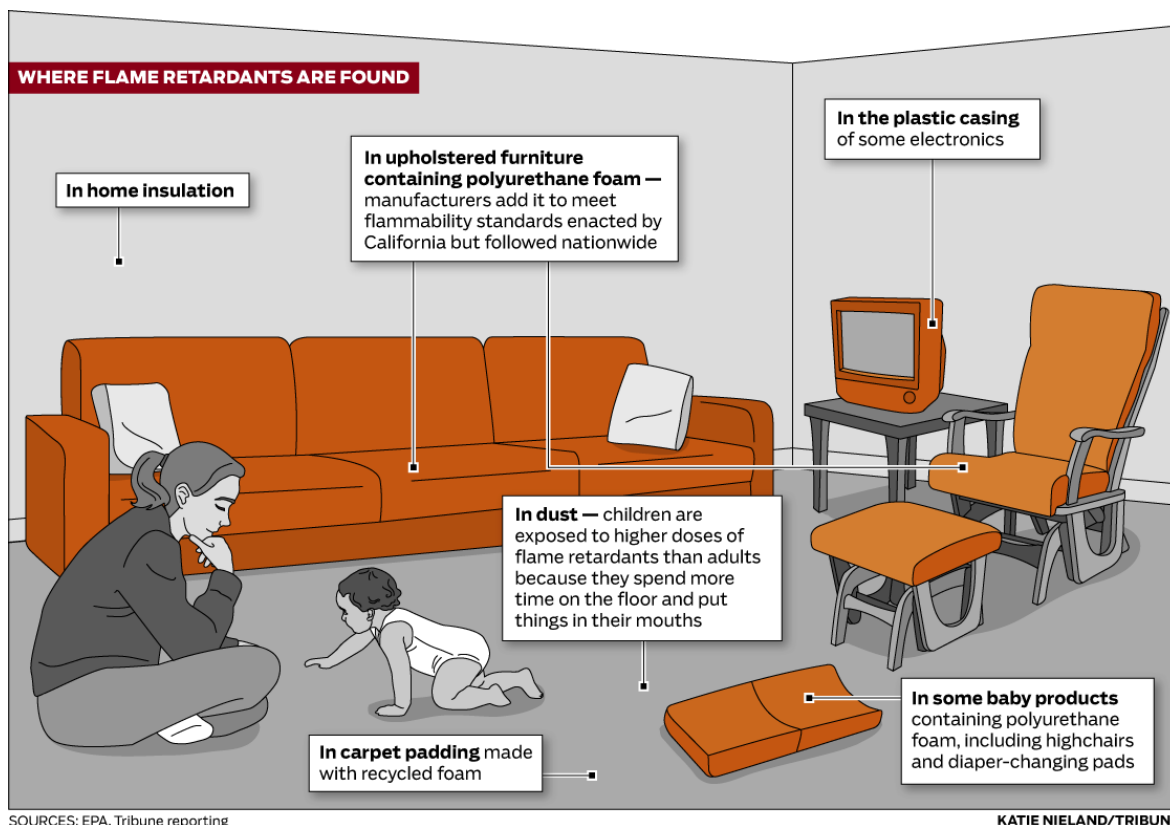 WHERE FLAME RETARDANTS ARE FOUND
In home insulation
In upholstered furniture
containing polyurethane foam —
manufacturers add it to meet
flammability standards enacted by
California but followed nationwide
In the plastic casing
of some electronics
In dust — children are
exposed to higher doses of
flame retardants than adults
because they spend more
time on the floor and put
things in their mouths
In carpet padding made
with recycled foam
In some baby products
containing polyurethane
foam, including highchairs
and diaper-changing pads
SOURCES: EPA, Tribune reporting
KATIE NIELAND/TRIBUN